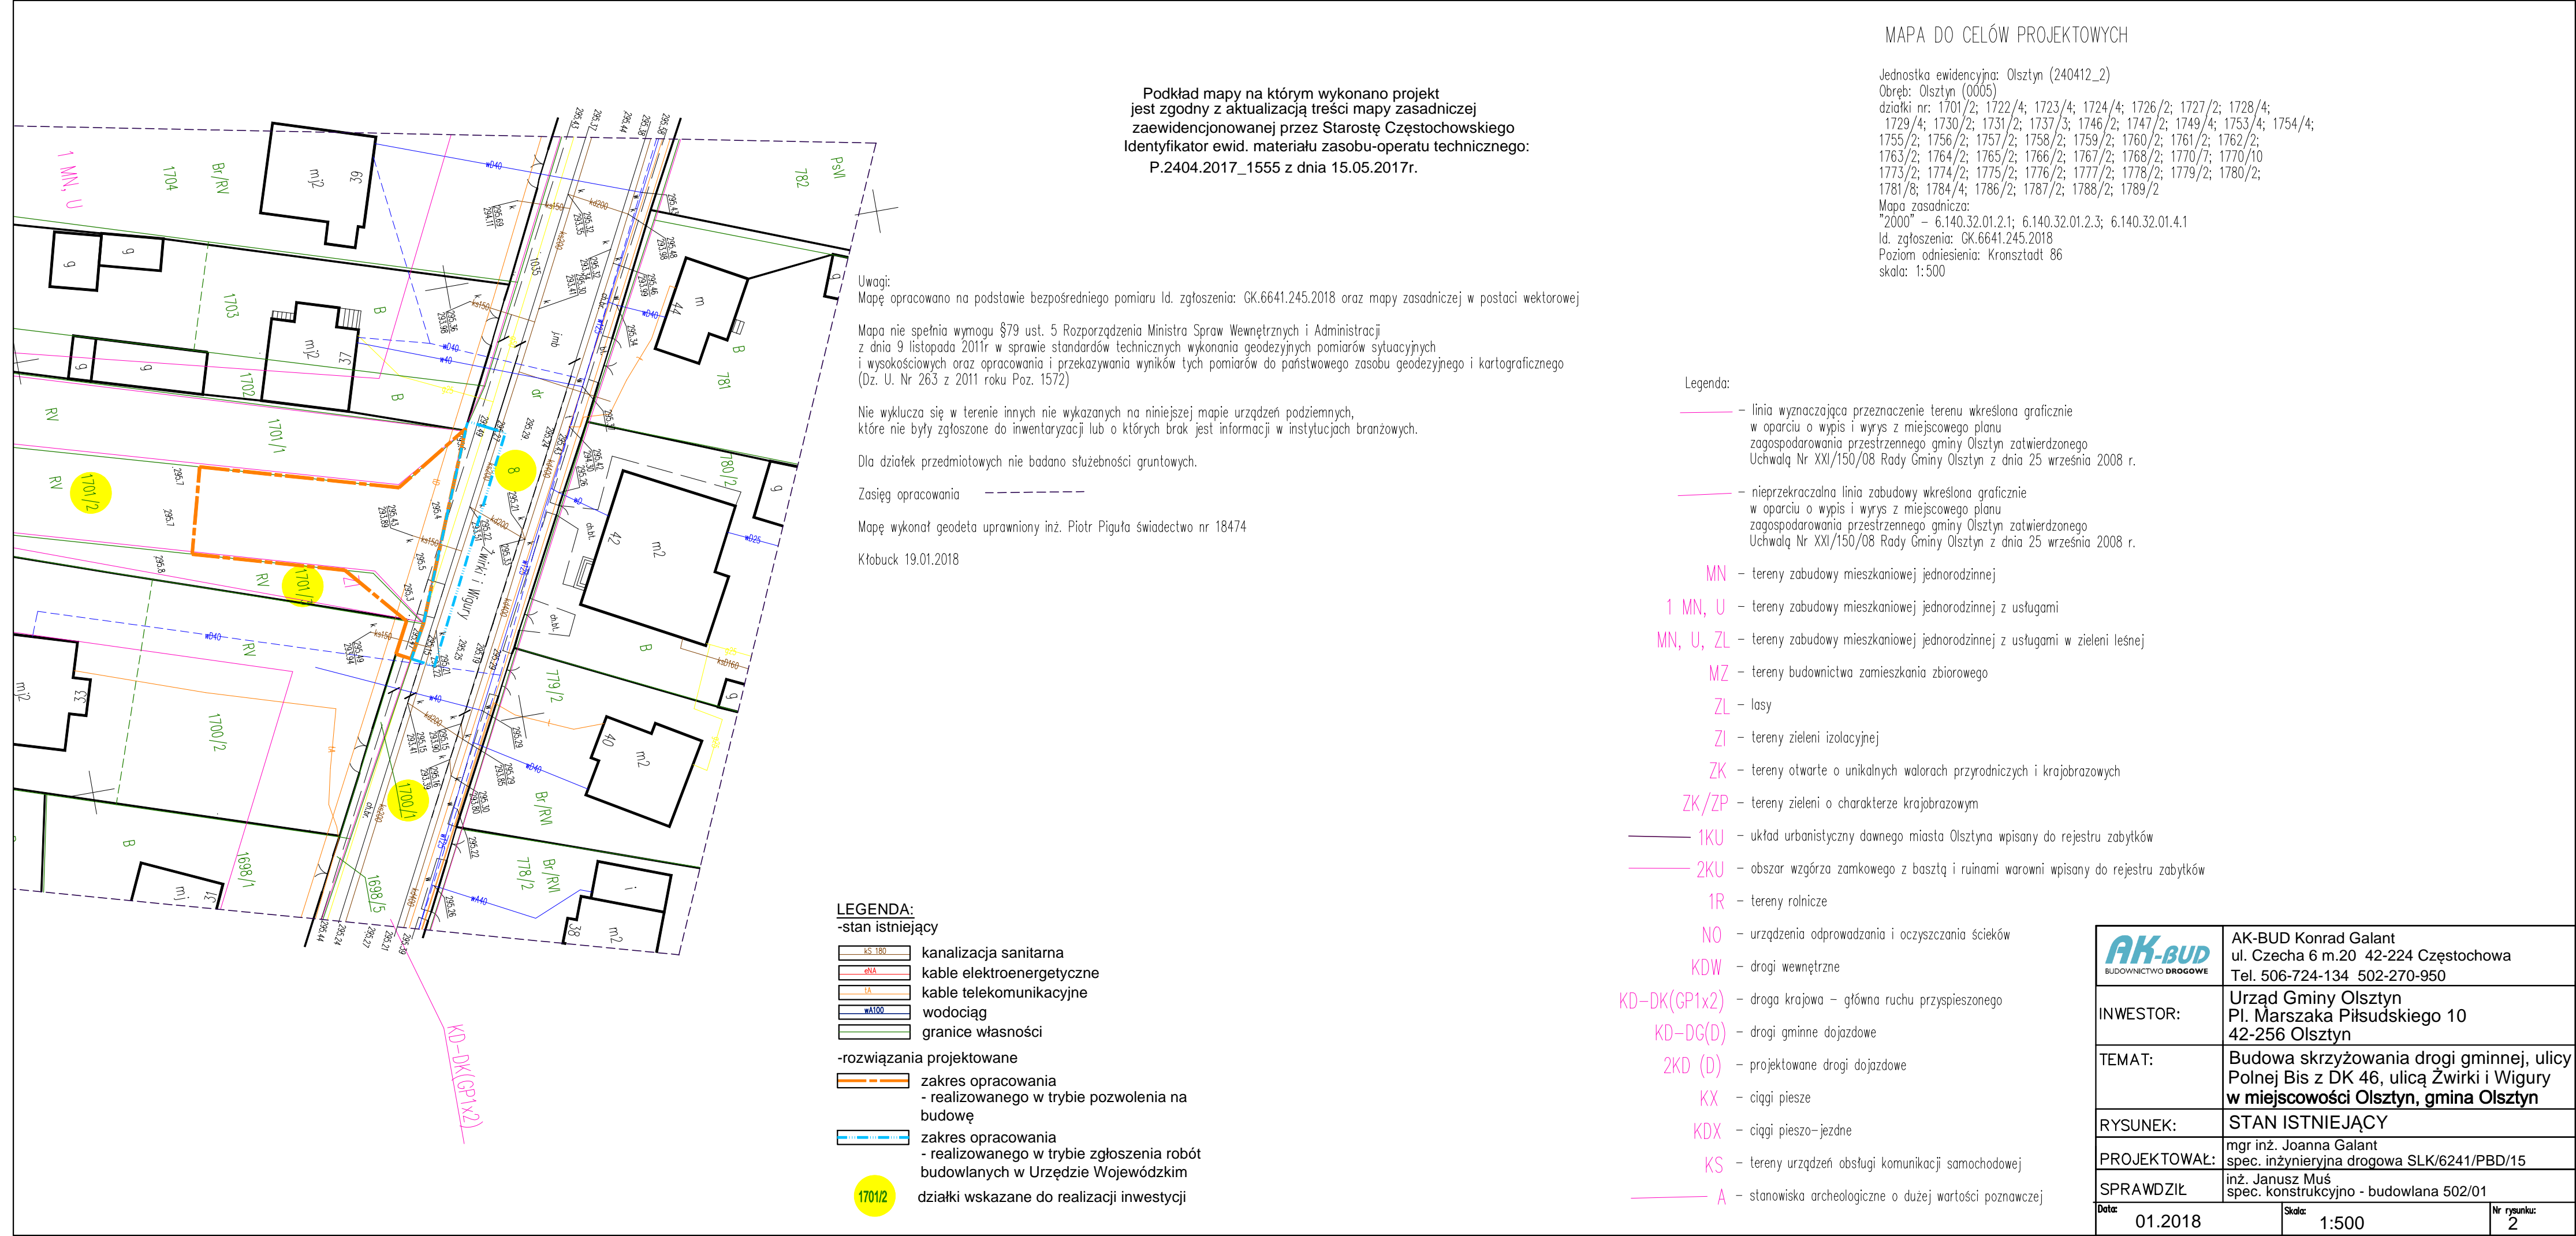 MAPA DO CELÓW PROJEKTOWYCH
Jednostka ewidencyjna: Olsztyn (240412_2)
Obręb: Olsztyn (0005)
działki nr: 1701/2; 1722/4; 1723/4; 1724/4; 1726/2; 1727/2; 1728/4;
1729/4; 1730/2; 1731/2; 1737/3; 1746/2; 1747/2; 1749/4; 1753/4; 1754/4;
1755/2; 1756/2; 1757/2; 1758/2; 1759/2; 1760/2; 1761/2; 1762/2;
1763/2; 1764/2; 1765/2; 1766/2; 1767/2; 1768/2; 1770/7; 1770/10
1773/2; 1774/2; 1775/2; 1776/2; 1777/2; 1778/2; 1779/2; 1780/2;
1781/8; 1784/4; 1786/2; 1787/2; 1788/2; 1789/2
Mapa zasadnicza:
"2000" – 6.140.32.01.2.1; 6.140.32.01.2.3; 6.140.32.01.4.1
Id. zgłoszenia: GK.6641.245.2018
Poziom odniesienia: Kronsztadt 86
skala: 1:500
Podkład mapy na którym wykonano projekt
jest zgodny z aktualizacją treści mapy zasadniczej
zaewidencjonowanej przez Starostę Częstochowskiego
Identyfikator ewid. materiału zasobu-operatu technicznego:
P.2404.2017_1555 z dnia 15.05.2017r.
Uwagi:
Mapę opracowano na podstawie bezpośredniego pomiaru Id. zgłoszenia: GK.6641.245.2018 oraz mapy zasadniczej w postaci wektorowej
Mapa nie spełnia wymogu §79 ust. 5 Rozporządzenia Ministra Spraw Wewnętrznych i Administracji
z dnia 9 listopada 2011r w sprawie standardów technicznych wykonania geodezyjnych pomiarów sytuacyjnych
i wysokościowych oraz opracowania i przekazywania wyników tych pomiarów do państwowego zasobu geodezyjnego i kartograficznego
(Dz. U. Nr 263 z 2011 roku Poz. 1572)
Nie wyklucza się w terenie innych nie wykazanych na niniejszej mapie urządzeń podziemnych,
które nie były zgłoszone do inwentaryzacji lub o których brak jest informacji w instytucjach branżowych.
Dla działek przedmiotowych nie badano służebności gruntowych.
Zasięg opracowania
Mapę wykonał geodeta uprawniony inż. Piotr Piguła świadectwo nr 18474
Kłobuck 19.01.2018
Legenda:
– linia wyznaczająca przeznaczenie terenu wkreślona graficznie
w oparciu o wypis i wyrys z miejscowego planu
zagospodarowania przestrzennego gminy Olsztyn zatwierdzonego
Uchwałą Nr XXI/150/08 Rady Gminy Olsztyn z dnia 25 września 2008 r.
– nieprzekraczalna linia zabudowy wkreślona graficznie
w oparciu o wypis i wyrys z miejscowego planu
zagospodarowania przestrzennego gminy Olsztyn zatwierdzonego
Uchwałą Nr XXI/150/08 Rady Gminy Olsztyn z dnia 25 września 2008 r.
MN – tereny zabudowy mieszkaniowej jednorodzinnej
1 MN, U – tereny zabudowy mieszkaniowej jednorodzinnej z usługami
MN, U, ZL – tereny zabudowy mieszkaniowej jednorodzinnej z usługami w zieleni leśnej
MZ – tereny budownictwa zamieszkania zbiorowego
ZL – lasy
ZI – tereny zieleni izolacyjnej
ZK – tereny otwarte o unikalnych walorach przyrodniczych i krajobrazowych
ZK/ZP – tereny zieleni o charakterze krajobrazowym
1KU – układ urbanistyczny dawnego miasta Olsztyna wpisany do rejestru zabytków
2KU – obszar wzgórza zamkowego z basztą i ruinami warowni wpisany do rejestru zabytków
1R – tereny rolnicze
NO – urządzenia odprowadzania i oczyszczania ścieków
KDW – drogi wewnętrzne
KD–DK(GP1x2) – droga krajowa – główna ruchu przyspieszonego
KD–DG(D) – drogi gminne dojazdowe
2KD (D) – projektowane drogi dojazdowe
KX – ciągi piesze
KDX – ciągi pieszo–jezdne
KS – tereny urządzeń obsługi komunikacji samochodowej
A – stanowiska archeologiczne o dużej wartości poznawczej
1 MN, U
1704
Br/RV
mj2
39
782
PsVI
1703
B
mj2
37
1702
B
1701/1
RV
RV
1701/2
ZI
RV
RV
1700/2
33
mj2
1700/1
B
1698/1
1698/5
mj
31
1035
jmb
dr
8
Żwirki i Wigury
m
44
B
781
780/2
42
m2
B
779/2
40
m2
Br/RVI
Br/RVI
778/2
38
m2
i
KD–DK(GP1x2)
LEGENDA:
-stan istniejący
kS 180 kanalizacja sanitarna
eNA kable elektroenergetyczne
tA kable telekomunikacyjne
wA100 wodociąg
granice własności
-rozwiązania projektowane
zakres opracowania
- realizowanego w trybie pozwolenia na
budowę
zakres opracowania
- realizowanego w trybie zgłoszenia robót
budowlanych w Urzędzie Wojewódzkim
1701/2 działki wskazane do realizacji inwestycji
AK-BUD
BUDOWNICTWO DROGOWE
AK-BUD Konrad Galant
ul. Czecha 6 m.20 42-224 Częstochowa
Tel. 506-724-134 502-270-950
INWESTOR:
Urząd Gminy Olsztyn
Pl. Marszaka Piłsudskiego 10
42-256 Olsztyn
TEMAT:
Budowa skrzyżowania drogi gminnej, ulicy
Polnej Bis z DK 46, ulicą Żwirki i Wigury
w miejscowości Olsztyn, gmina Olsztyn
RYSUNEK:
STAN ISTNIEJĄCY
PROJEKTOWAŁ:
mgr inż. Joanna Galant
spec. inżynieryjna drogowa SLK/6241/PBD/15
SPRAWDZIŁ
inż. Janusz Muś
spec. konstrukcyjno - budowlana 502/01
Data: 01.2018
Skala: 1:500
Nr rysunku: 2